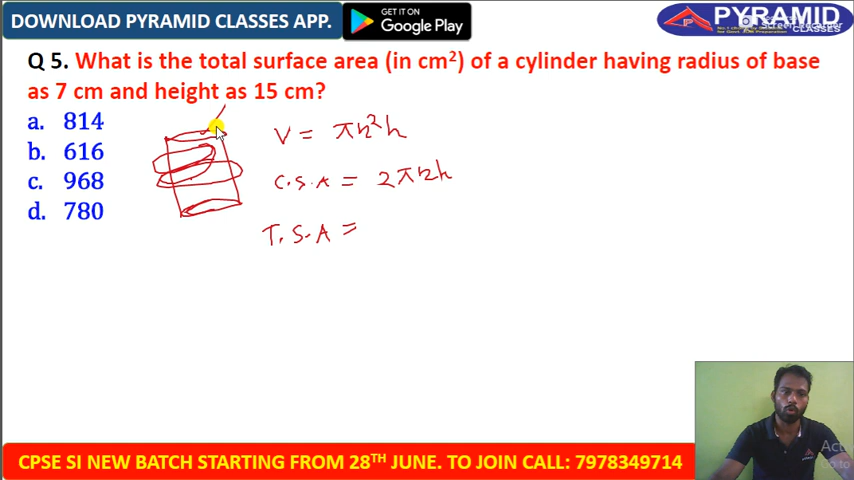 DOWNLOAD PYRAMID CLASSES APP.
GET IT ON
Google Play
PYRAMID
CLASSES
Q 5. What is the total surface area (in cm²) of a cylinder having radius of base
as 7 cm and height as 15 cm?
a. 814
b. 616
c. 968
d. 780
V = πr²h
C.S.A = 2πrh
T.S.A =
CPSE SI NEW BATCH STARTING FROM 28TH JUNE. TO JOIN CALL: 7978349714